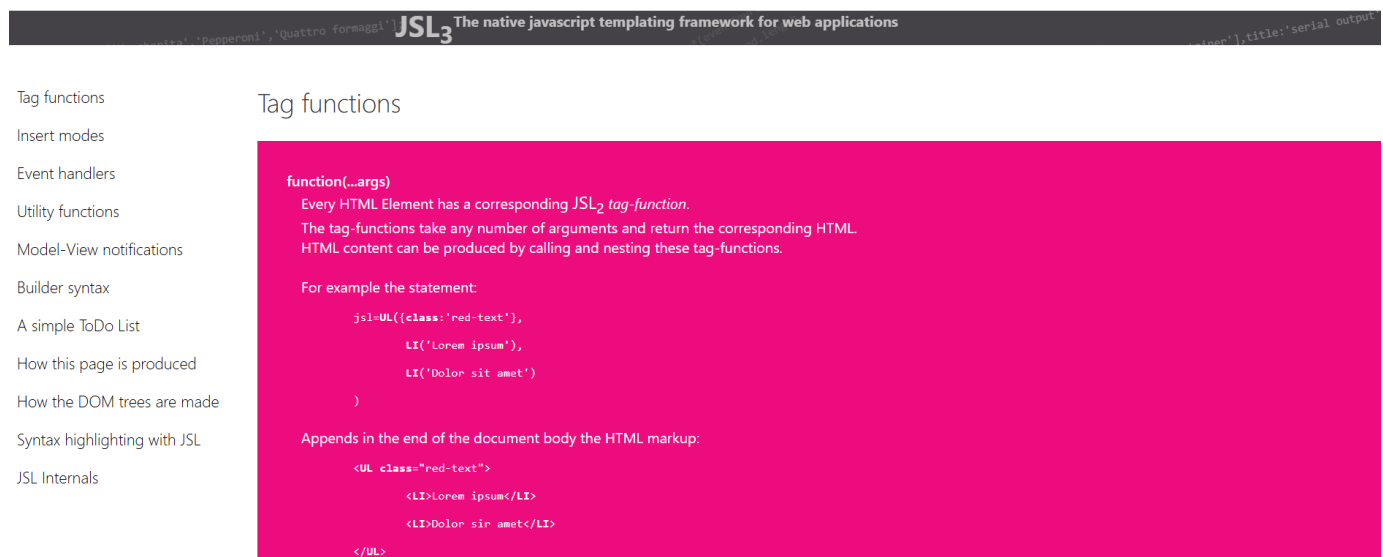 'Pepperoni','Quattro formaggi'];
JSL3 The native javascript templating framework for web applications
],title:'serial output'
Tag functions
Insert modes
Event handlers
Utility functions
Model-View notifications
Builder syntax
A simple ToDo List
How this page is produced
How the DOM trees are made
Syntax highlighting with JSL
JSL Internals
Tag functions
function(...args)
Every HTML Element has a corresponding JSL2 tag-function.
The tag-functions take any number of arguments and return the corresponding HTML.
HTML content can be produced by calling and nesting these tag-functions.
For example the statement:
jsl=UL({class:'red-text'},
LI('Lorem ipsum'),
LI('Dolor sit amet')
)
Appends in the end of the document body the HTML markup:
<UL class="red-text">
<LI>Lorem ipsum</LI>
<LI>Dolor sir amet</LI>
</UL>